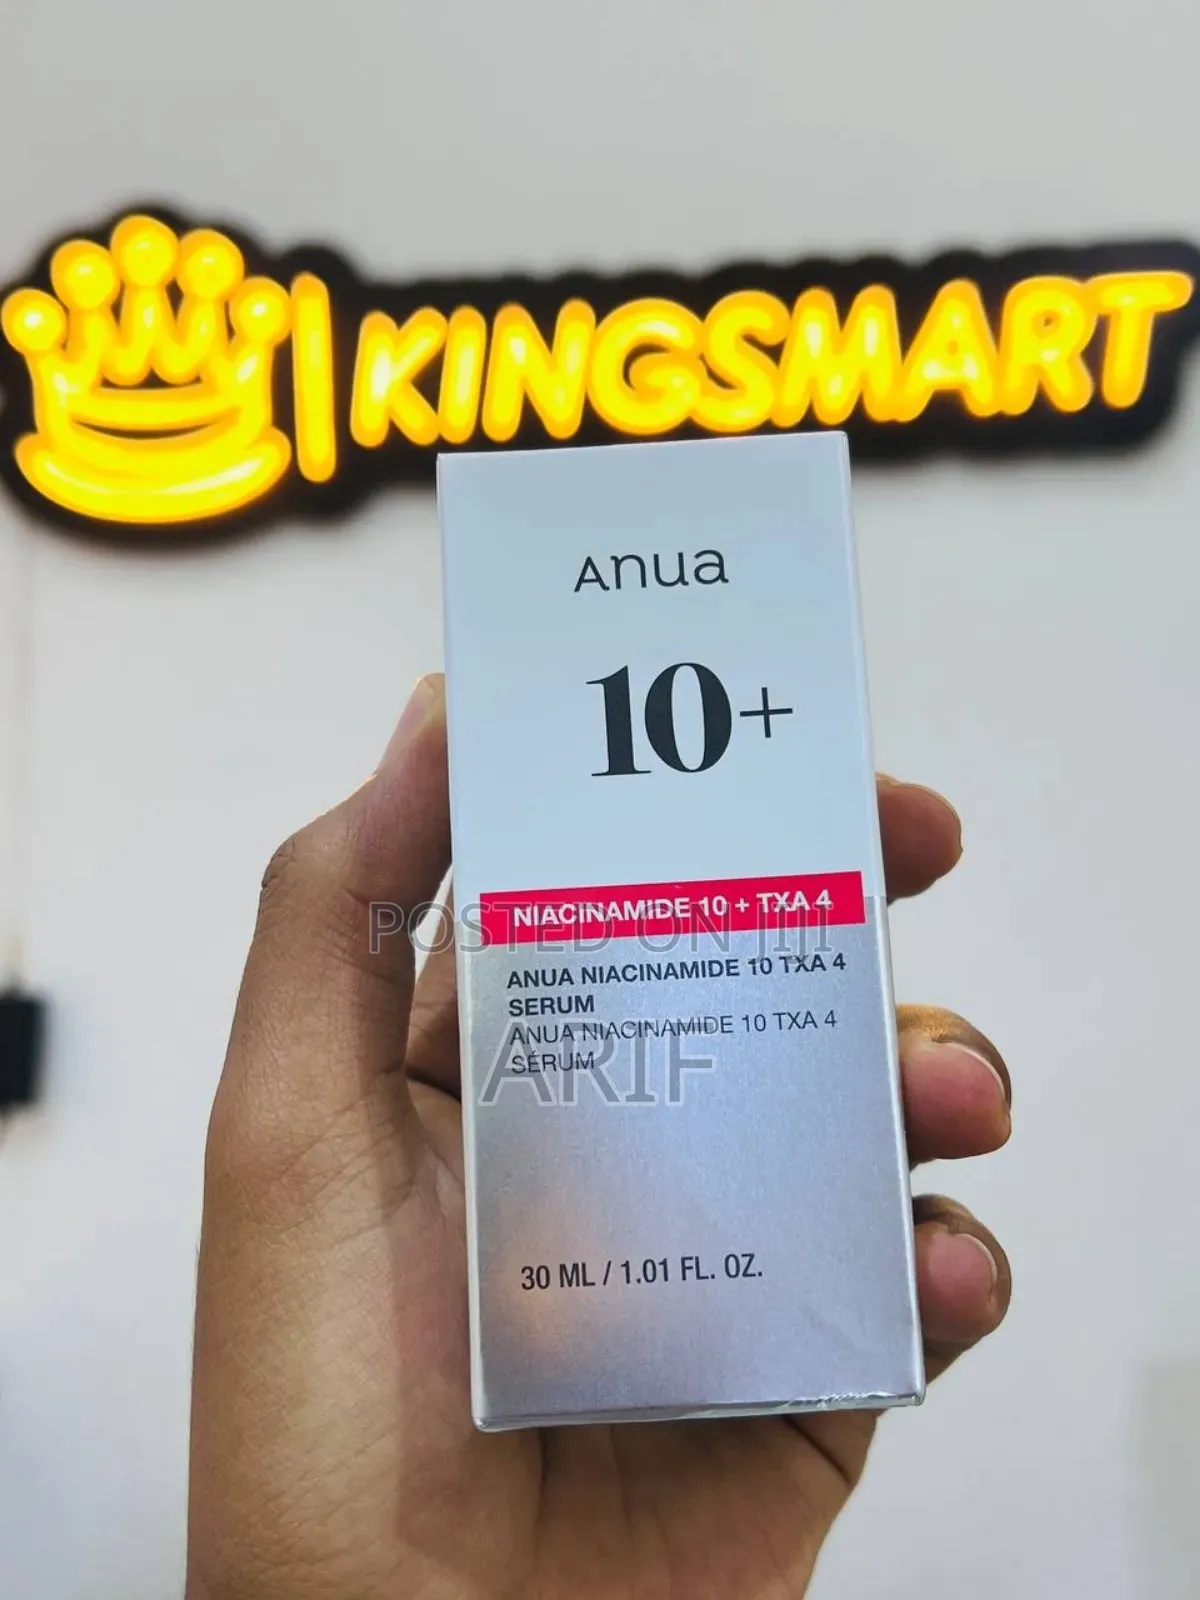 KINGSMART
Anua
10+
NIACINAMIDE 10 + TXA 4
POSTED ON JIJI
ANUA NIACINAMIDE 10 TXA 4
SERUM
ANUA NIACINAMIDE 10 TXA 4
SÉRUM
ARIF
30 ML / 1.01 FL. OZ.